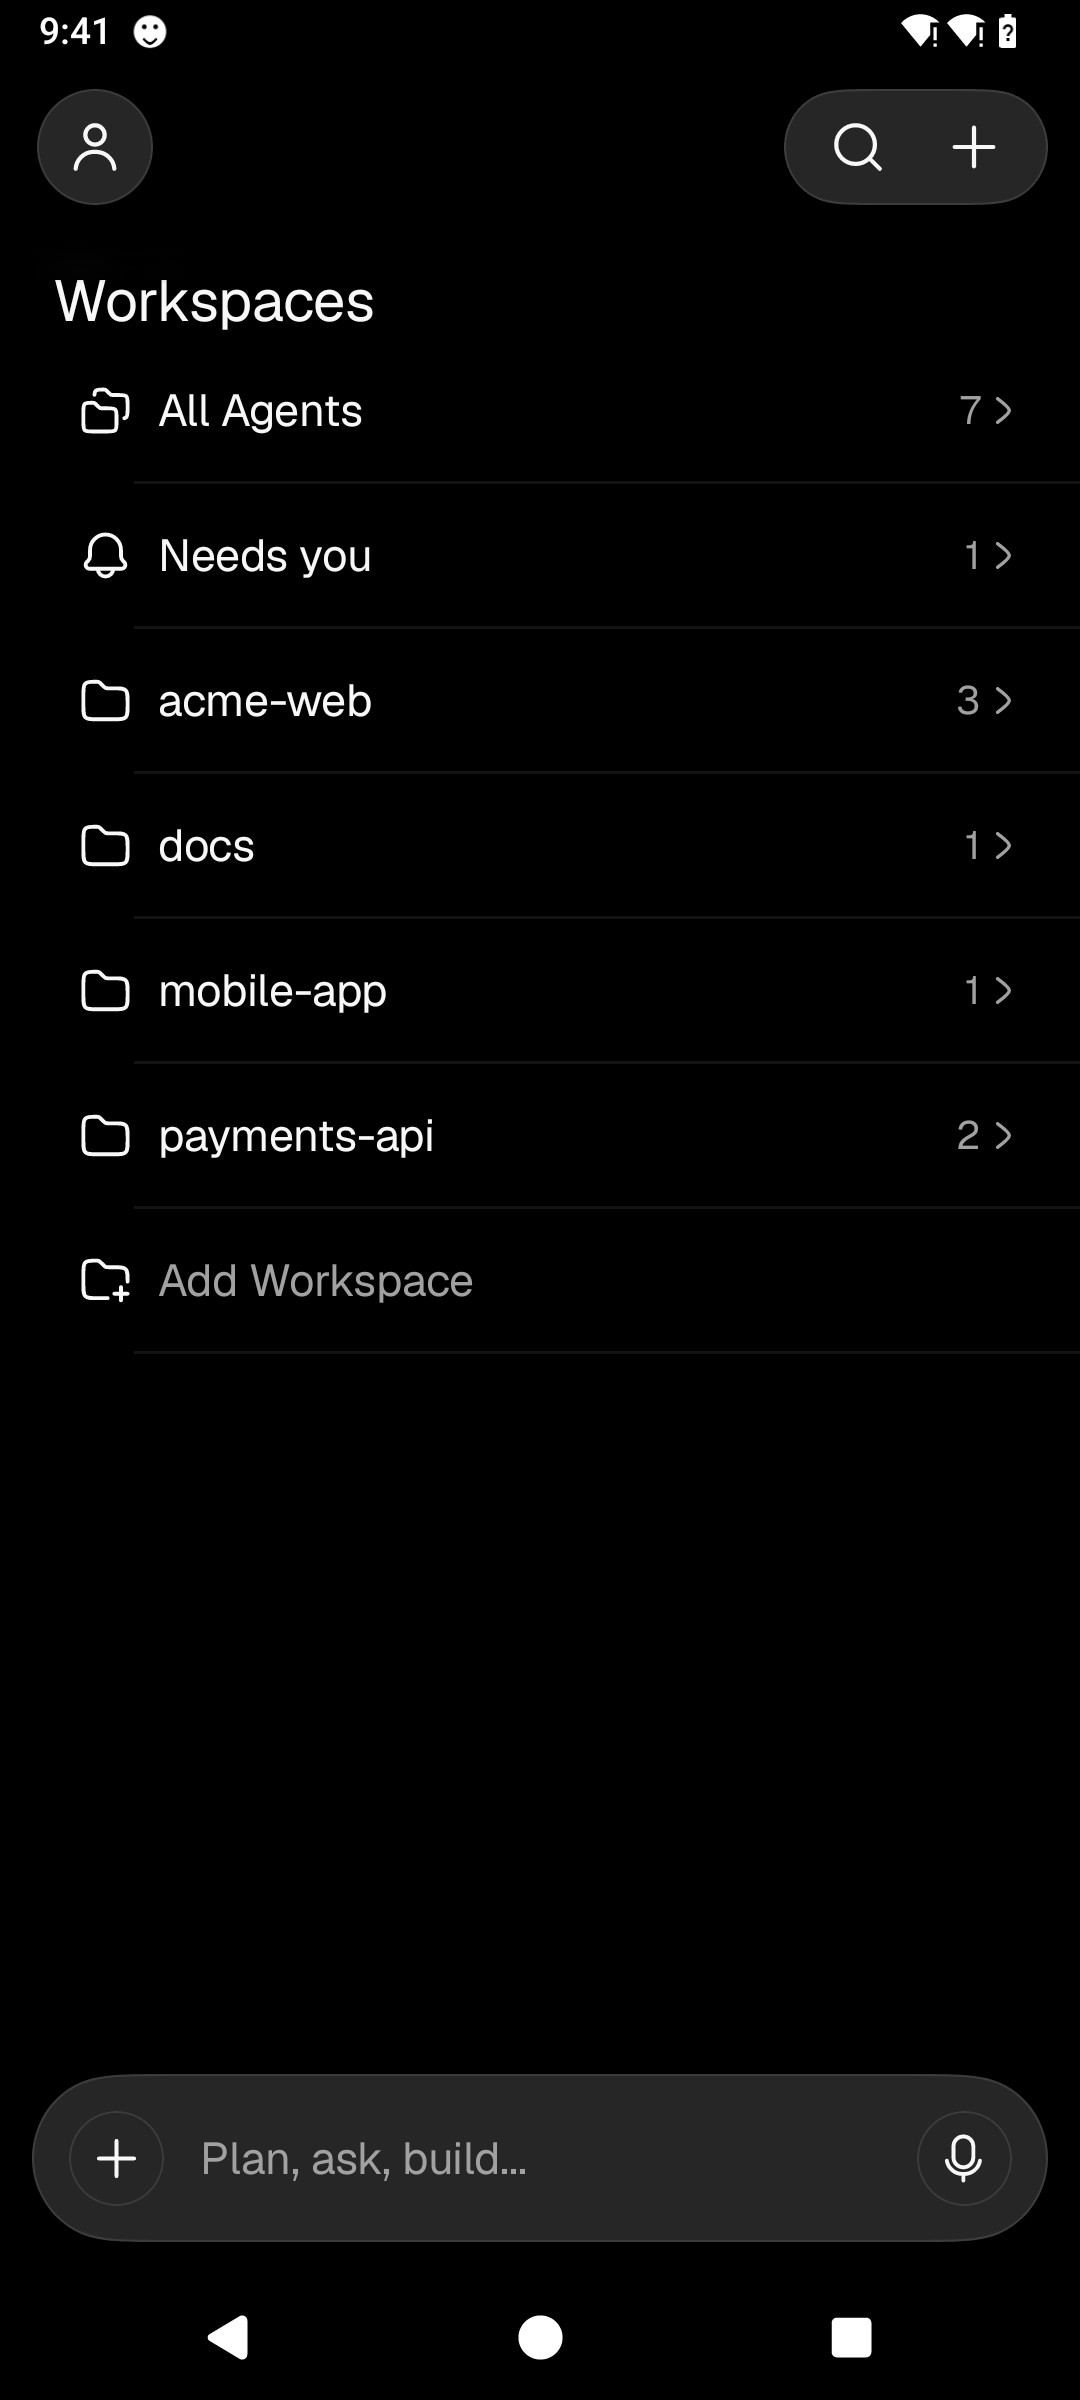 9:41
Workspaces
All Agents 7
Needs you 1
acme-web 3
docs 1
mobile-app 1
payments-api 2
Add Workspace
Plan, ask, build...